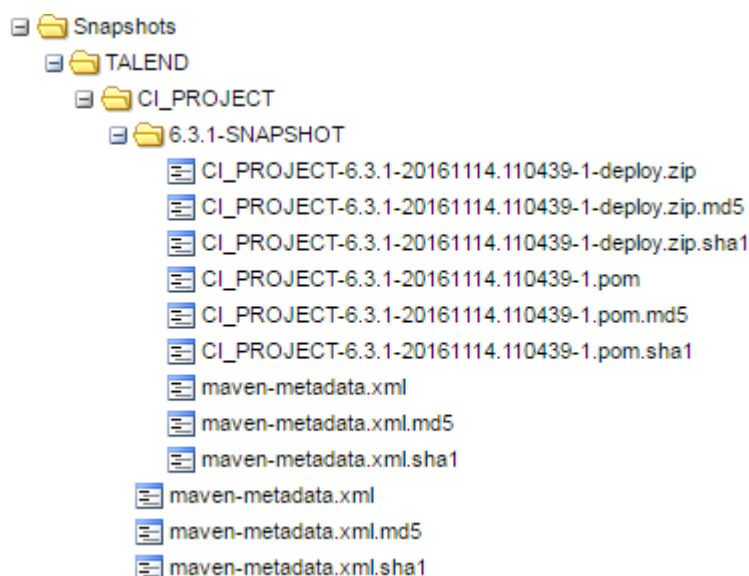 Snapshots
TALEND
CI_PROJECT
6.3.1-SNAPSHOT
CI_PROJECT-6.3.1-20161114.110439-1-deploy.zip
CI_PROJECT-6.3.1-20161114.110439-1-deploy.zip.md5
CI_PROJECT-6.3.1-20161114.110439-1-deploy.zip.sha1
CI_PROJECT-6.3.1-20161114.110439-1.pom
CI_PROJECT-6.3.1-20161114.110439-1.pom.md5
CI_PROJECT-6.3.1-20161114.110439-1.pom.sha1
maven-metadata.xml
maven-metadata.xml.md5
maven-metadata.xml.sha1
maven-metadata.xml
maven-metadata.xml.md5
maven-metadata.xml.sha1